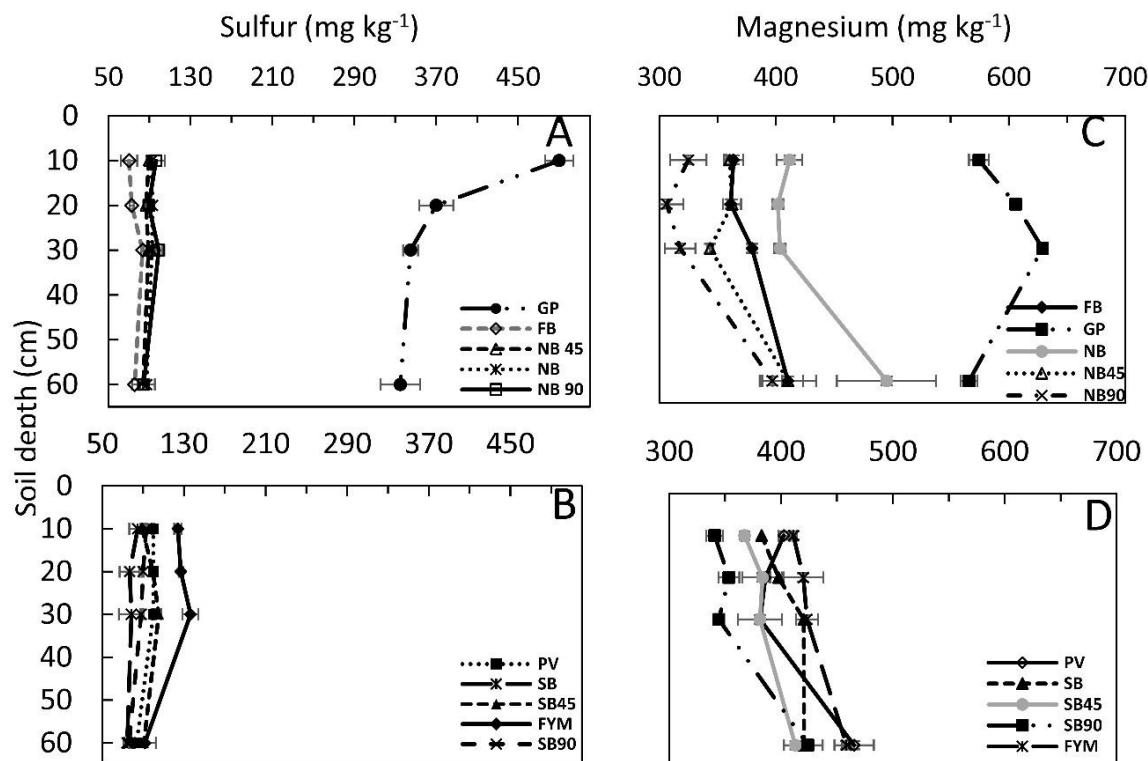 Sulfur (mg kg-1)
50 130 210 290 370 450
0
10
20
30
40
50
60
A
GP
FB
NB 45
NB
NB 90
Magnesium (mg kg-1)
300 400 500 600 700
C
FB
GP
NB
NB45
NB90
Soil depth (cm)
50 130 210 290 370 450
0
10
20
30
40
50
60
B
PV
SB
SB45
FYM
SB90
300 400 500 600 700
D
PV
SB
SB45
SB90
FYM